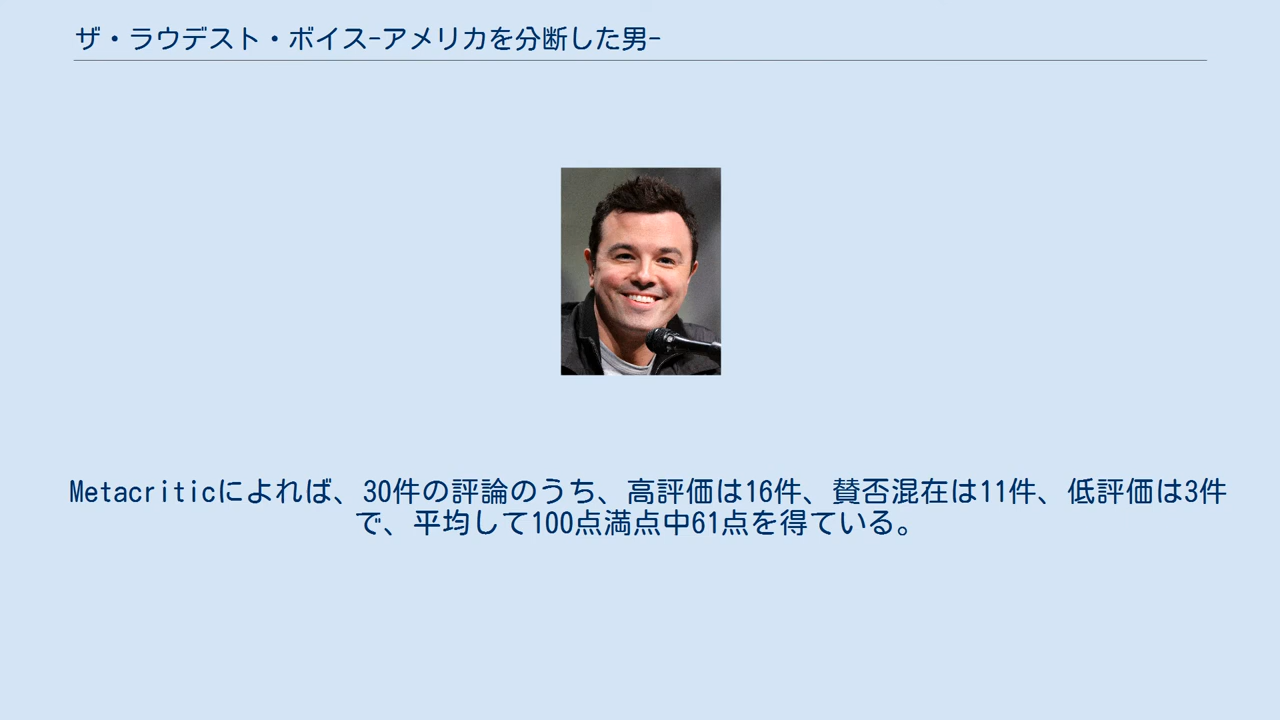 ザ・ラウデスト・ボイス-アメリカを分断した男-
Metacriticによれば、30件の評論のうち、高評価は16件、賛否混在は11件、低評価は3件
で、平均して100点満点中61点を得ている。